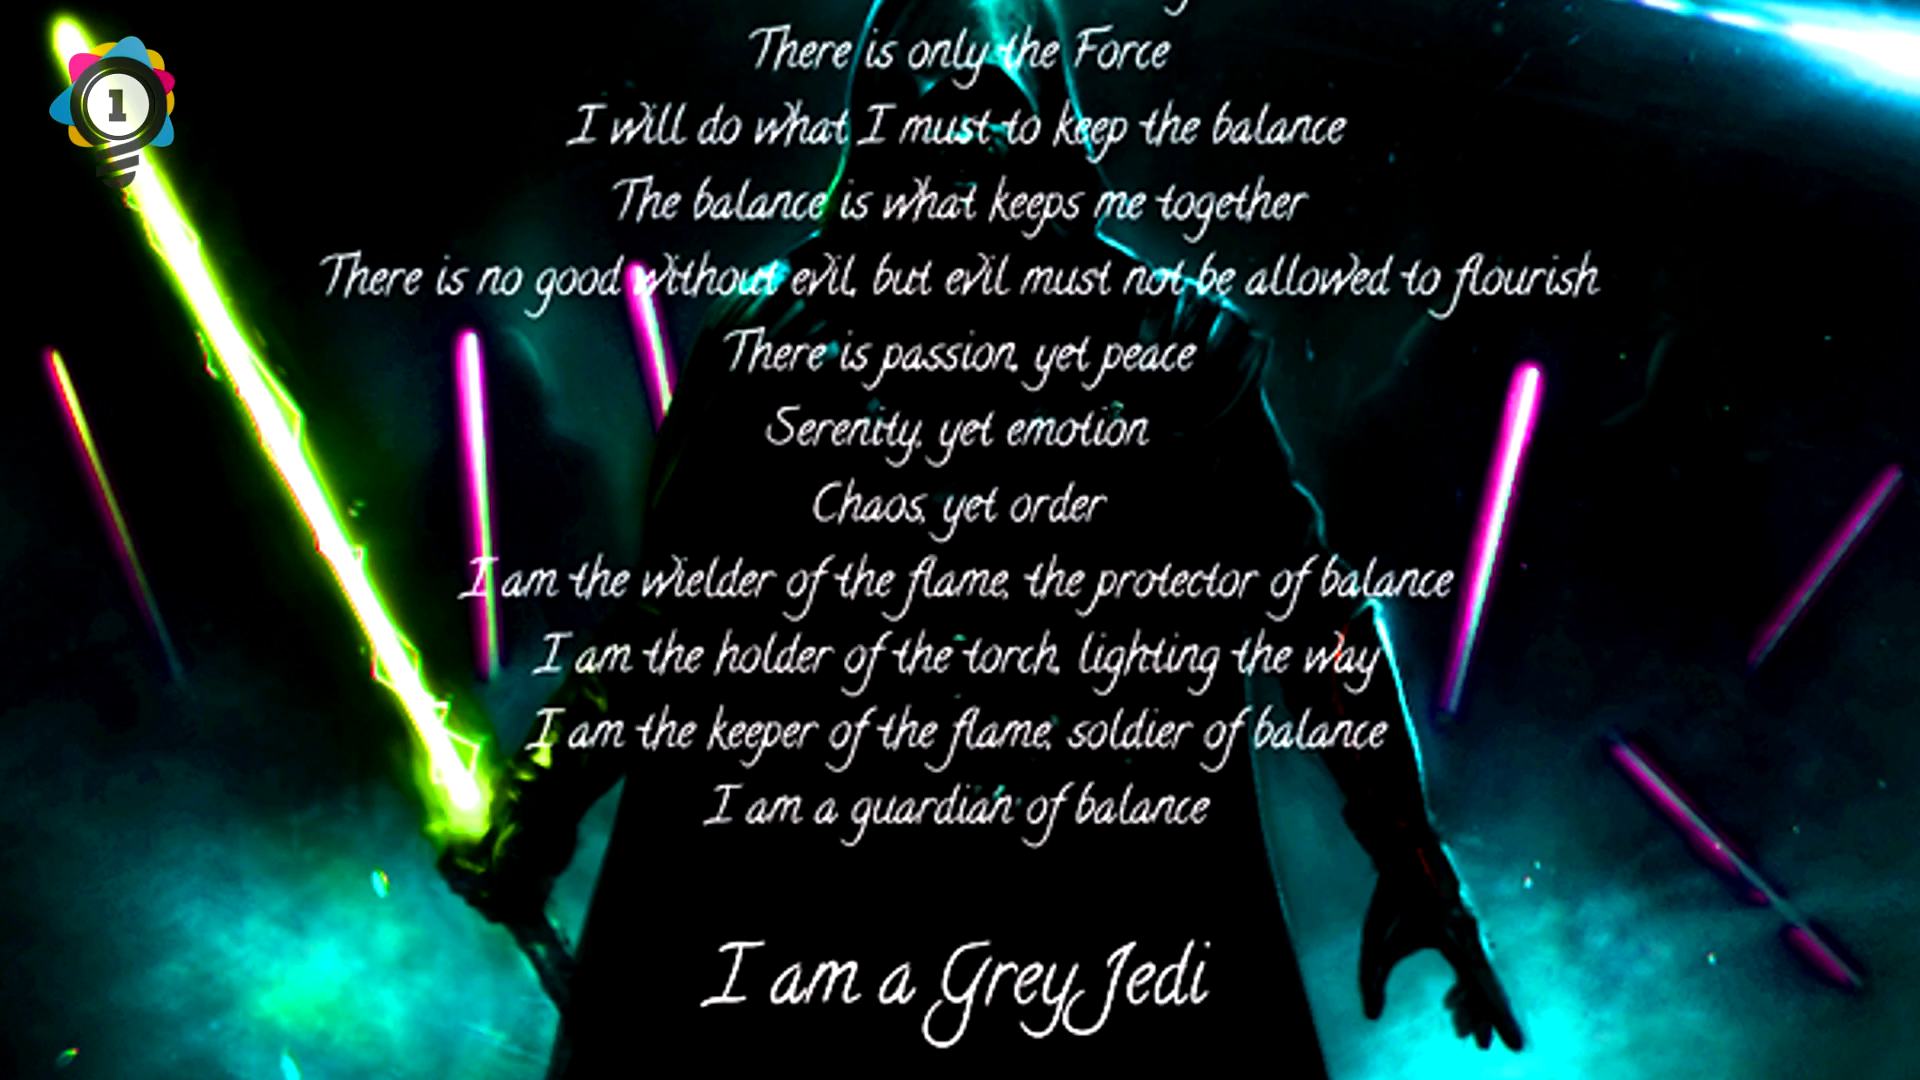 1
There is only the Force
I will do what I must to keep the balance
The balance is what keeps me together
There is no good without evil, but evil must not be allowed to flourish
There is passion, yet peace
Serenity, yet emotion
Chaos, yet order
I am the wielder of the flame, the protector of balance
I am the holder of the torch, lighting the way
I am the keeper of the flame, soldier of balance
I am a guardian of balance
I am a Grey Jedi